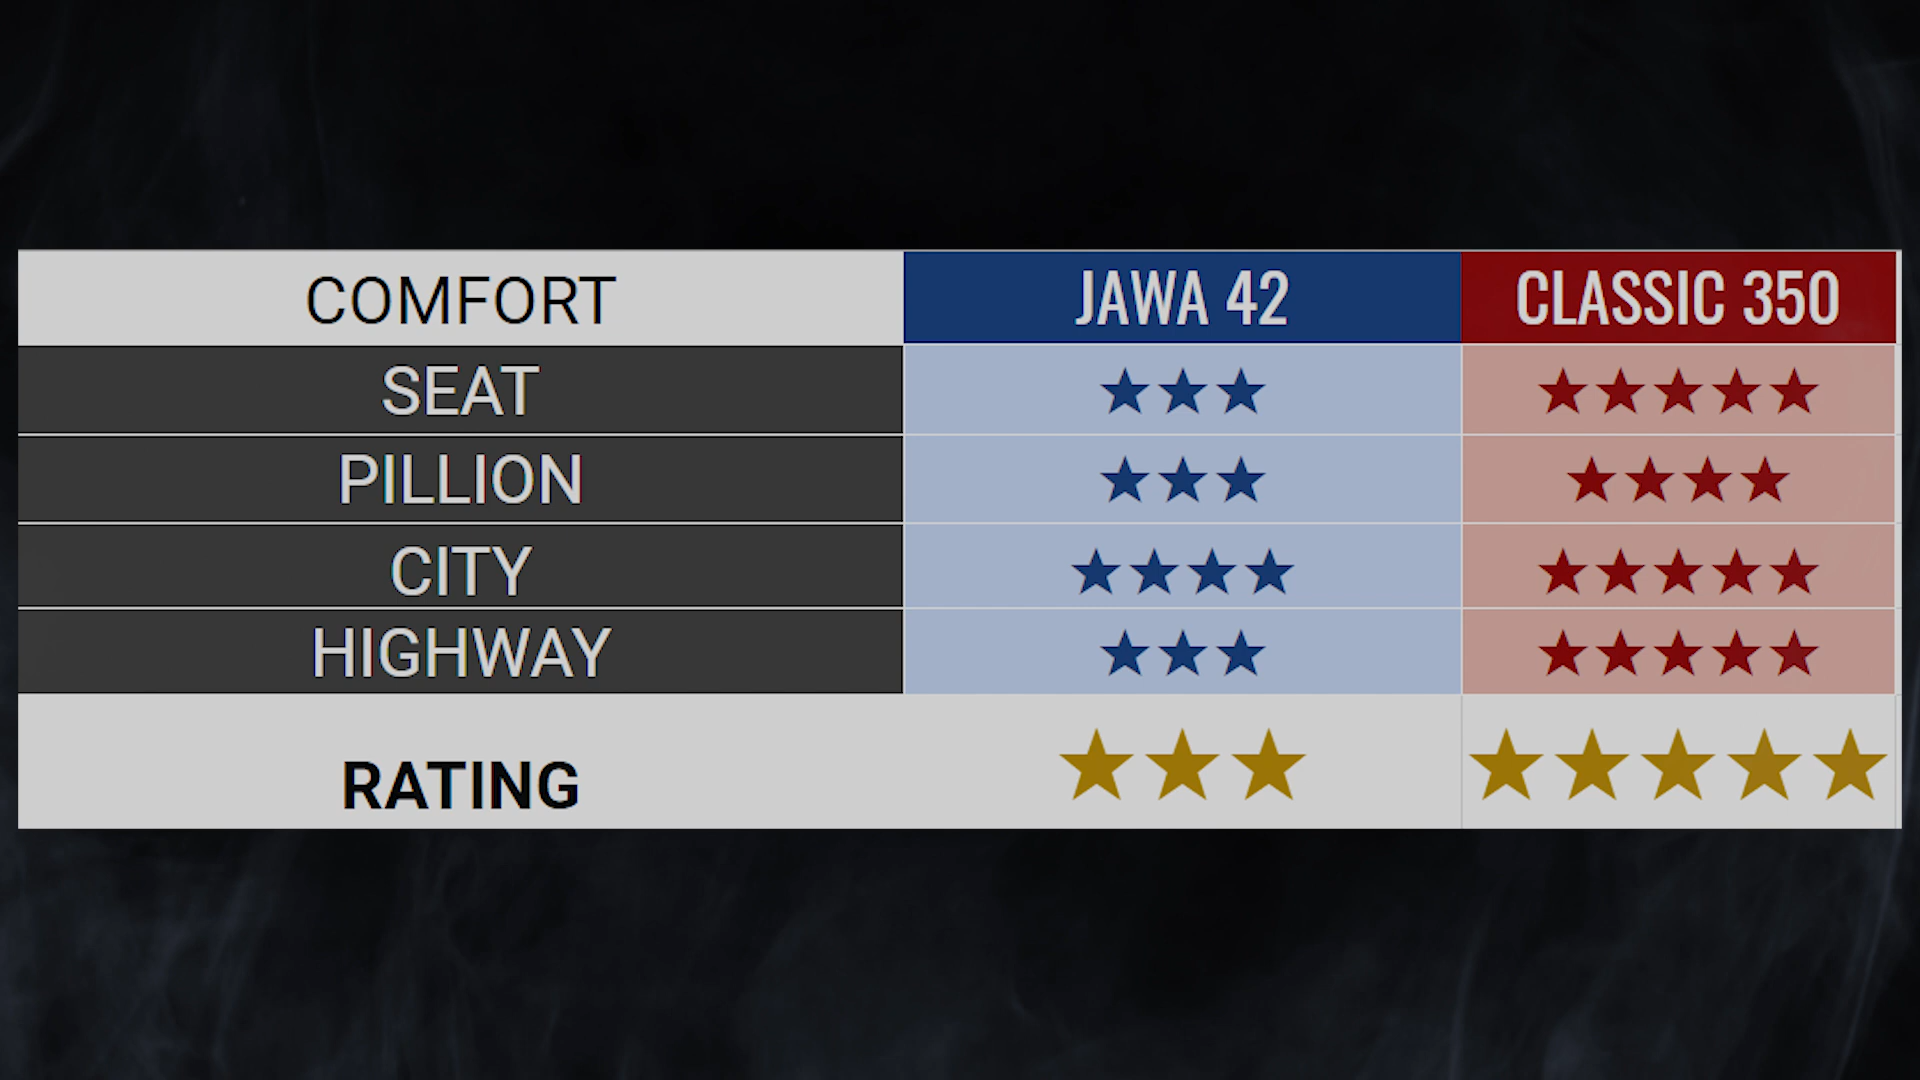 COMFORT JAWA 42 CLASSIC 350
SEAT ★★★ ★★★★★
PILLION ★★★ ★★★★
CITY ★★★★ ★★★★★
HIGHWAY ★★★ ★★★★★
RATING ★★★ ★★★★★